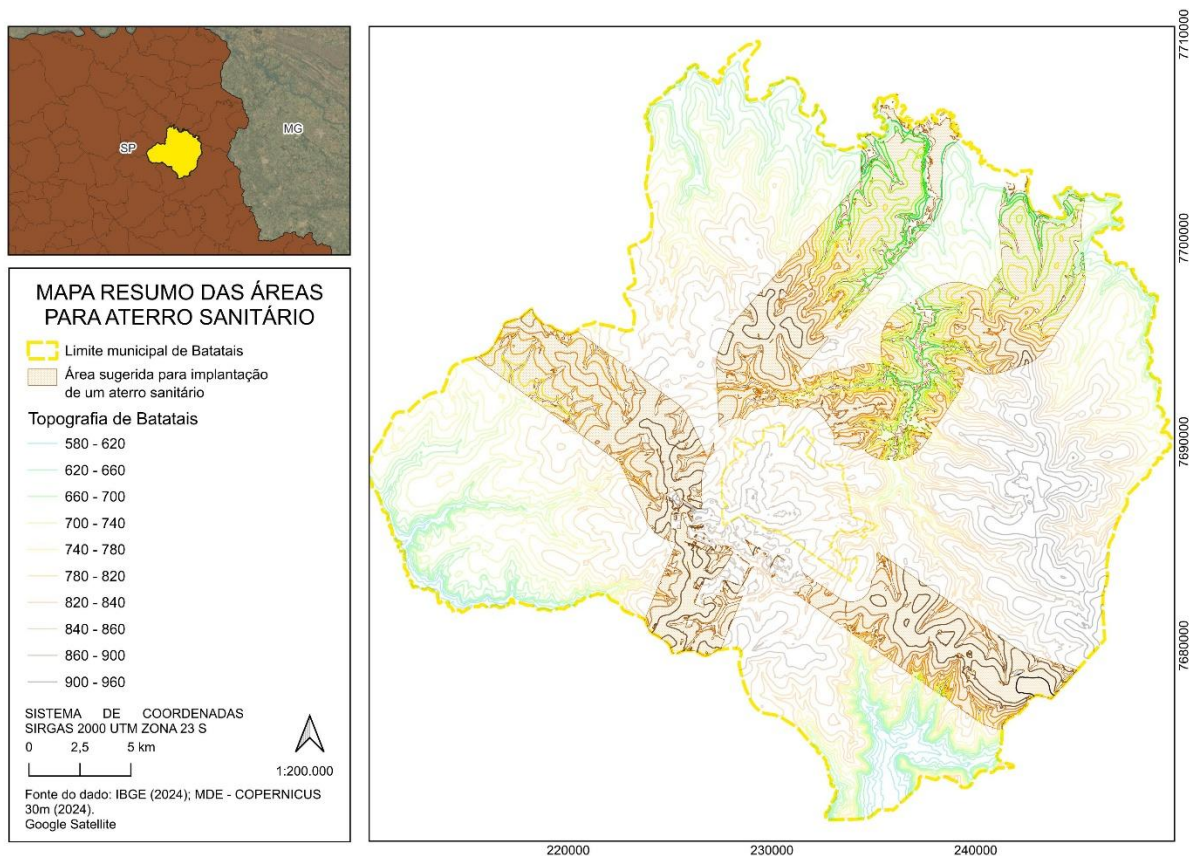 SP
MG
MAPA RESUMO DAS ÁREAS
PARA ATERRO SANITÁRIO
Limite municipal de Batatais
Área sugerida para implantação
de um aterro sanitário
Topografia de Batatais
580 - 620
620 - 660
660 - 700
700 - 740
740 - 780
780 - 820
820 - 840
840 - 860
860 - 900
900 - 960
SISTEMA DE COORDENADAS
SIRGAS 2000 UTM ZONA 23 S
0 2,5 5 km
1:200.000
Fonte do dado: IBGE (2024); MDE - COPERNICUS
30m (2024).
Google Satellite
7710000
7700000
7690000
7680000
220000 230000 240000